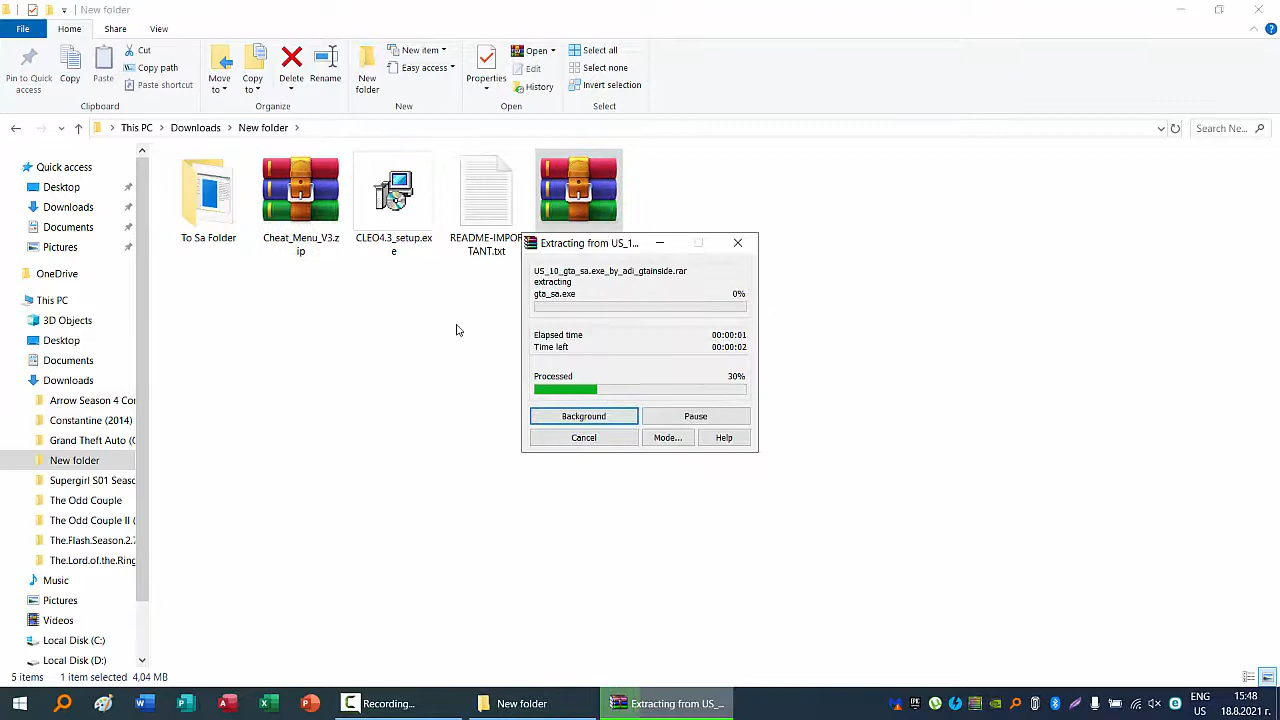 New folder
File Home Share View
Pin to Quick access
Copy
Paste
Cut
Copy path
Paste shortcut
Clipboard
Move to
Copy to
Delete
Rename
Organize
New folder
New item
Easy access
New
Properties
Open
Edit
History
Open
Select all
Select none
Invert selection
Select
This PC > Downloads > New folder >
Search Ne...
Quick access
Desktop
Downloads
Documents
Pictures
OneDrive
This PC
3D Objects
Desktop
Documents
Downloads
Arrow Season 4 Co
Constantine (2014)
Grand Theft Auto (
New folder
Supergirl S01 Seaso
The Odd Couple
The Odd Couple II (
The.Flash.Season.2.
The.Lord.of.the.Ring
Music
Pictures
Videos
Local Disk (C:)
Local Disk (D:)
To Sa Folder
Cheat_Menu_V3.z
ip
CLEO4.3_setup.ex
e
README-IMPOR
TANT.txt
Extracting from US_1...
US_10_gta_sa.exe_by_adi_gtainside.rar
extracting
gta_sa.exe 0%
Elapsed time 00:00:01
Time left 00:00:02
Processed 30%
Background Pause
Cancel Mode... Help
5 items 1 item selected 4,04 MB
Recording...
New folder
Extracting from US_...
ENG
US
15:48
18.8.2021 г.